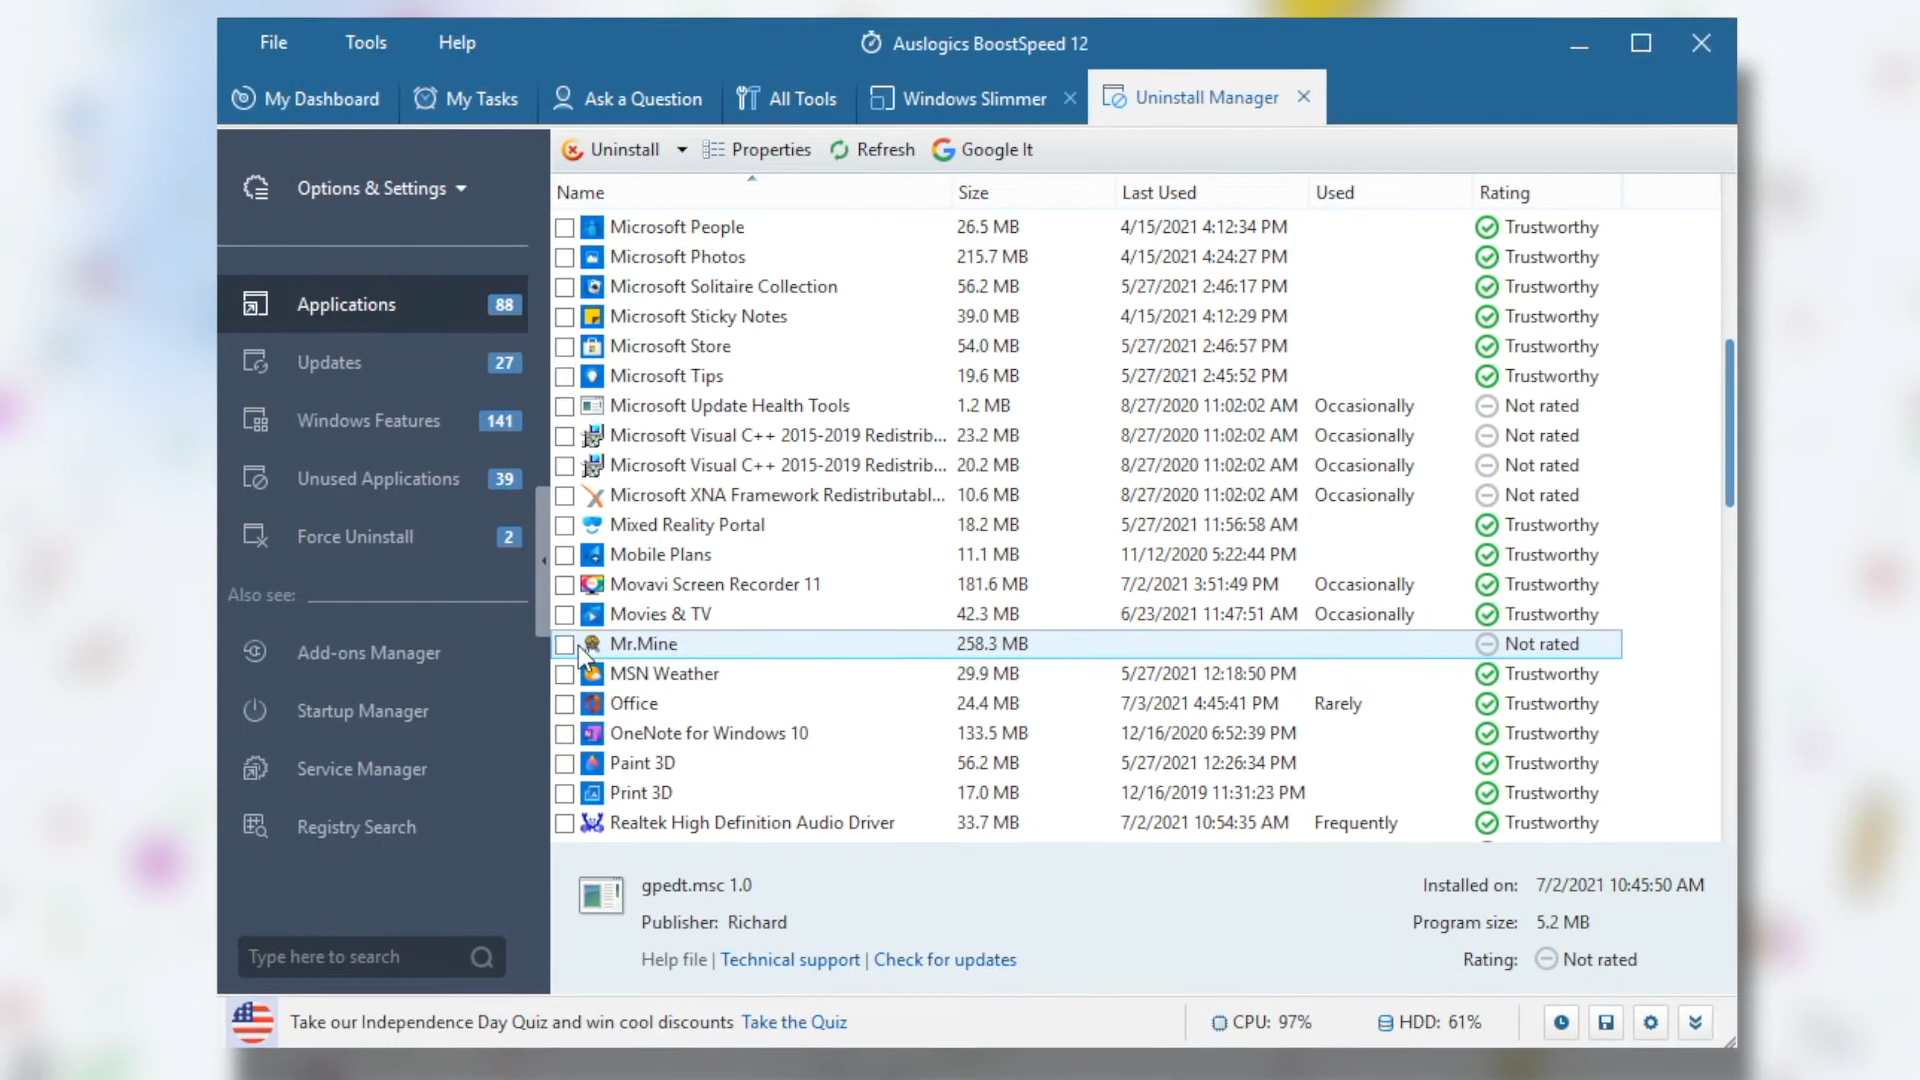 File Tools Help Auslogics BoostSpeed 12
My Dashboard My Tasks Ask a Question All Tools Windows Slimmer Uninstall Manager
Options & Settings
Applications 88
Updates 27
Windows Features 141
Unused Applications 39
Force Uninstall 2
Also see:
Add-ons Manager
Startup Manager
Service Manager
Registry Search
Type here to search
Uninstall Properties Refresh Google It
Name Size Last Used Used Rating
Microsoft People 26.5 MB 4/15/2021 4:12:34 PM Trustworthy
Microsoft Photos 215.7 MB 4/15/2021 4:24:27 PM Trustworthy
Microsoft Solitaire Collection 56.2 MB 5/27/2021 2:46:17 PM Trustworthy
Microsoft Sticky Notes 39.0 MB 4/15/2021 4:12:29 PM Trustworthy
Microsoft Store 54.0 MB 5/27/2021 2:46:57 PM Trustworthy
Microsoft Tips 19.6 MB 5/27/2021 2:45:52 PM Trustworthy
Microsoft Update Health Tools 1.2 MB 8/27/2020 11:02:02 AM Occasionally Not rated
Microsoft Visual C++ 2015-2019 Redistrib... 23.2 MB 8/27/2020 11:02:02 AM Occasionally Not rated
Microsoft Visual C++ 2015-2019 Redistrib... 20.2 MB 8/27/2020 11:02:02 AM Occasionally Not rated
Microsoft XNA Framework Redistributabl... 10.6 MB 8/27/2020 11:02:02 AM Occasionally Not rated
Mixed Reality Portal 18.2 MB 5/27/2021 11:56:58 AM Trustworthy
Mobile Plans 11.1 MB 11/12/2020 5:22:44 PM Trustworthy
Movavi Screen Recorder 11 181.6 MB 7/2/2021 3:51:49 PM Occasionally Trustworthy
Movies & TV 42.3 MB 6/23/2021 11:47:51 AM Occasionally Trustworthy
Mr.Mine 258.3 MB Not rated
MSN Weather 29.9 MB 5/27/2021 12:18:50 PM Trustworthy
Office 24.4 MB 7/3/2021 4:45:41 PM Rarely Trustworthy
OneNote for Windows 10 133.5 MB 12/16/2020 6:52:39 PM Trustworthy
Paint 3D 56.2 MB 5/27/2021 12:26:34 PM Trustworthy
Print 3D 17.0 MB 12/16/2019 11:31:23 PM Trustworthy
Realtek High Definition Audio Driver 33.7 MB 7/2/2021 10:54:35 AM Frequently Trustworthy
gpedt.msc 1.0 Installed on: 7/2/2021 10:45:50 AM
Publisher: Richard Program size: 5.2 MB
Help file | Technical support | Check for updates Rating: Not rated
Take our Independence Day Quiz and win cool discounts Take the Quiz CPU: 97% HDD: 61%